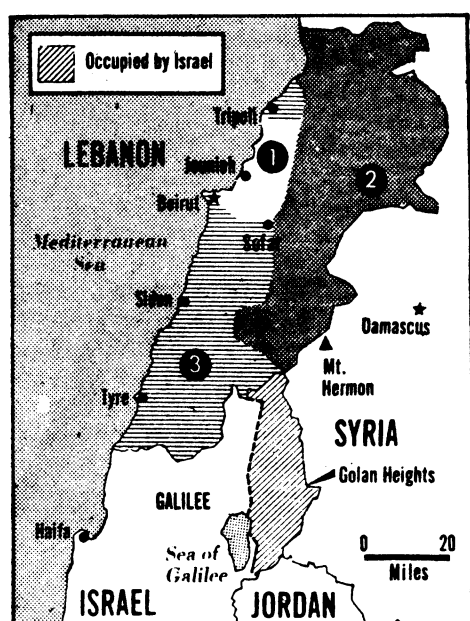 Occupied by Israel
Tripoli
LEBANON
1
Jounieh
2
Beirut
Mediterranean
Sea
Sofar
Sidon
Damascus
3
Mt.
Hermon
Tyre
SYRIA
Golan Heights
GALILEE
Haifa
0 20
Miles
Sea of
Galilee
ISRAEL
JORDAN